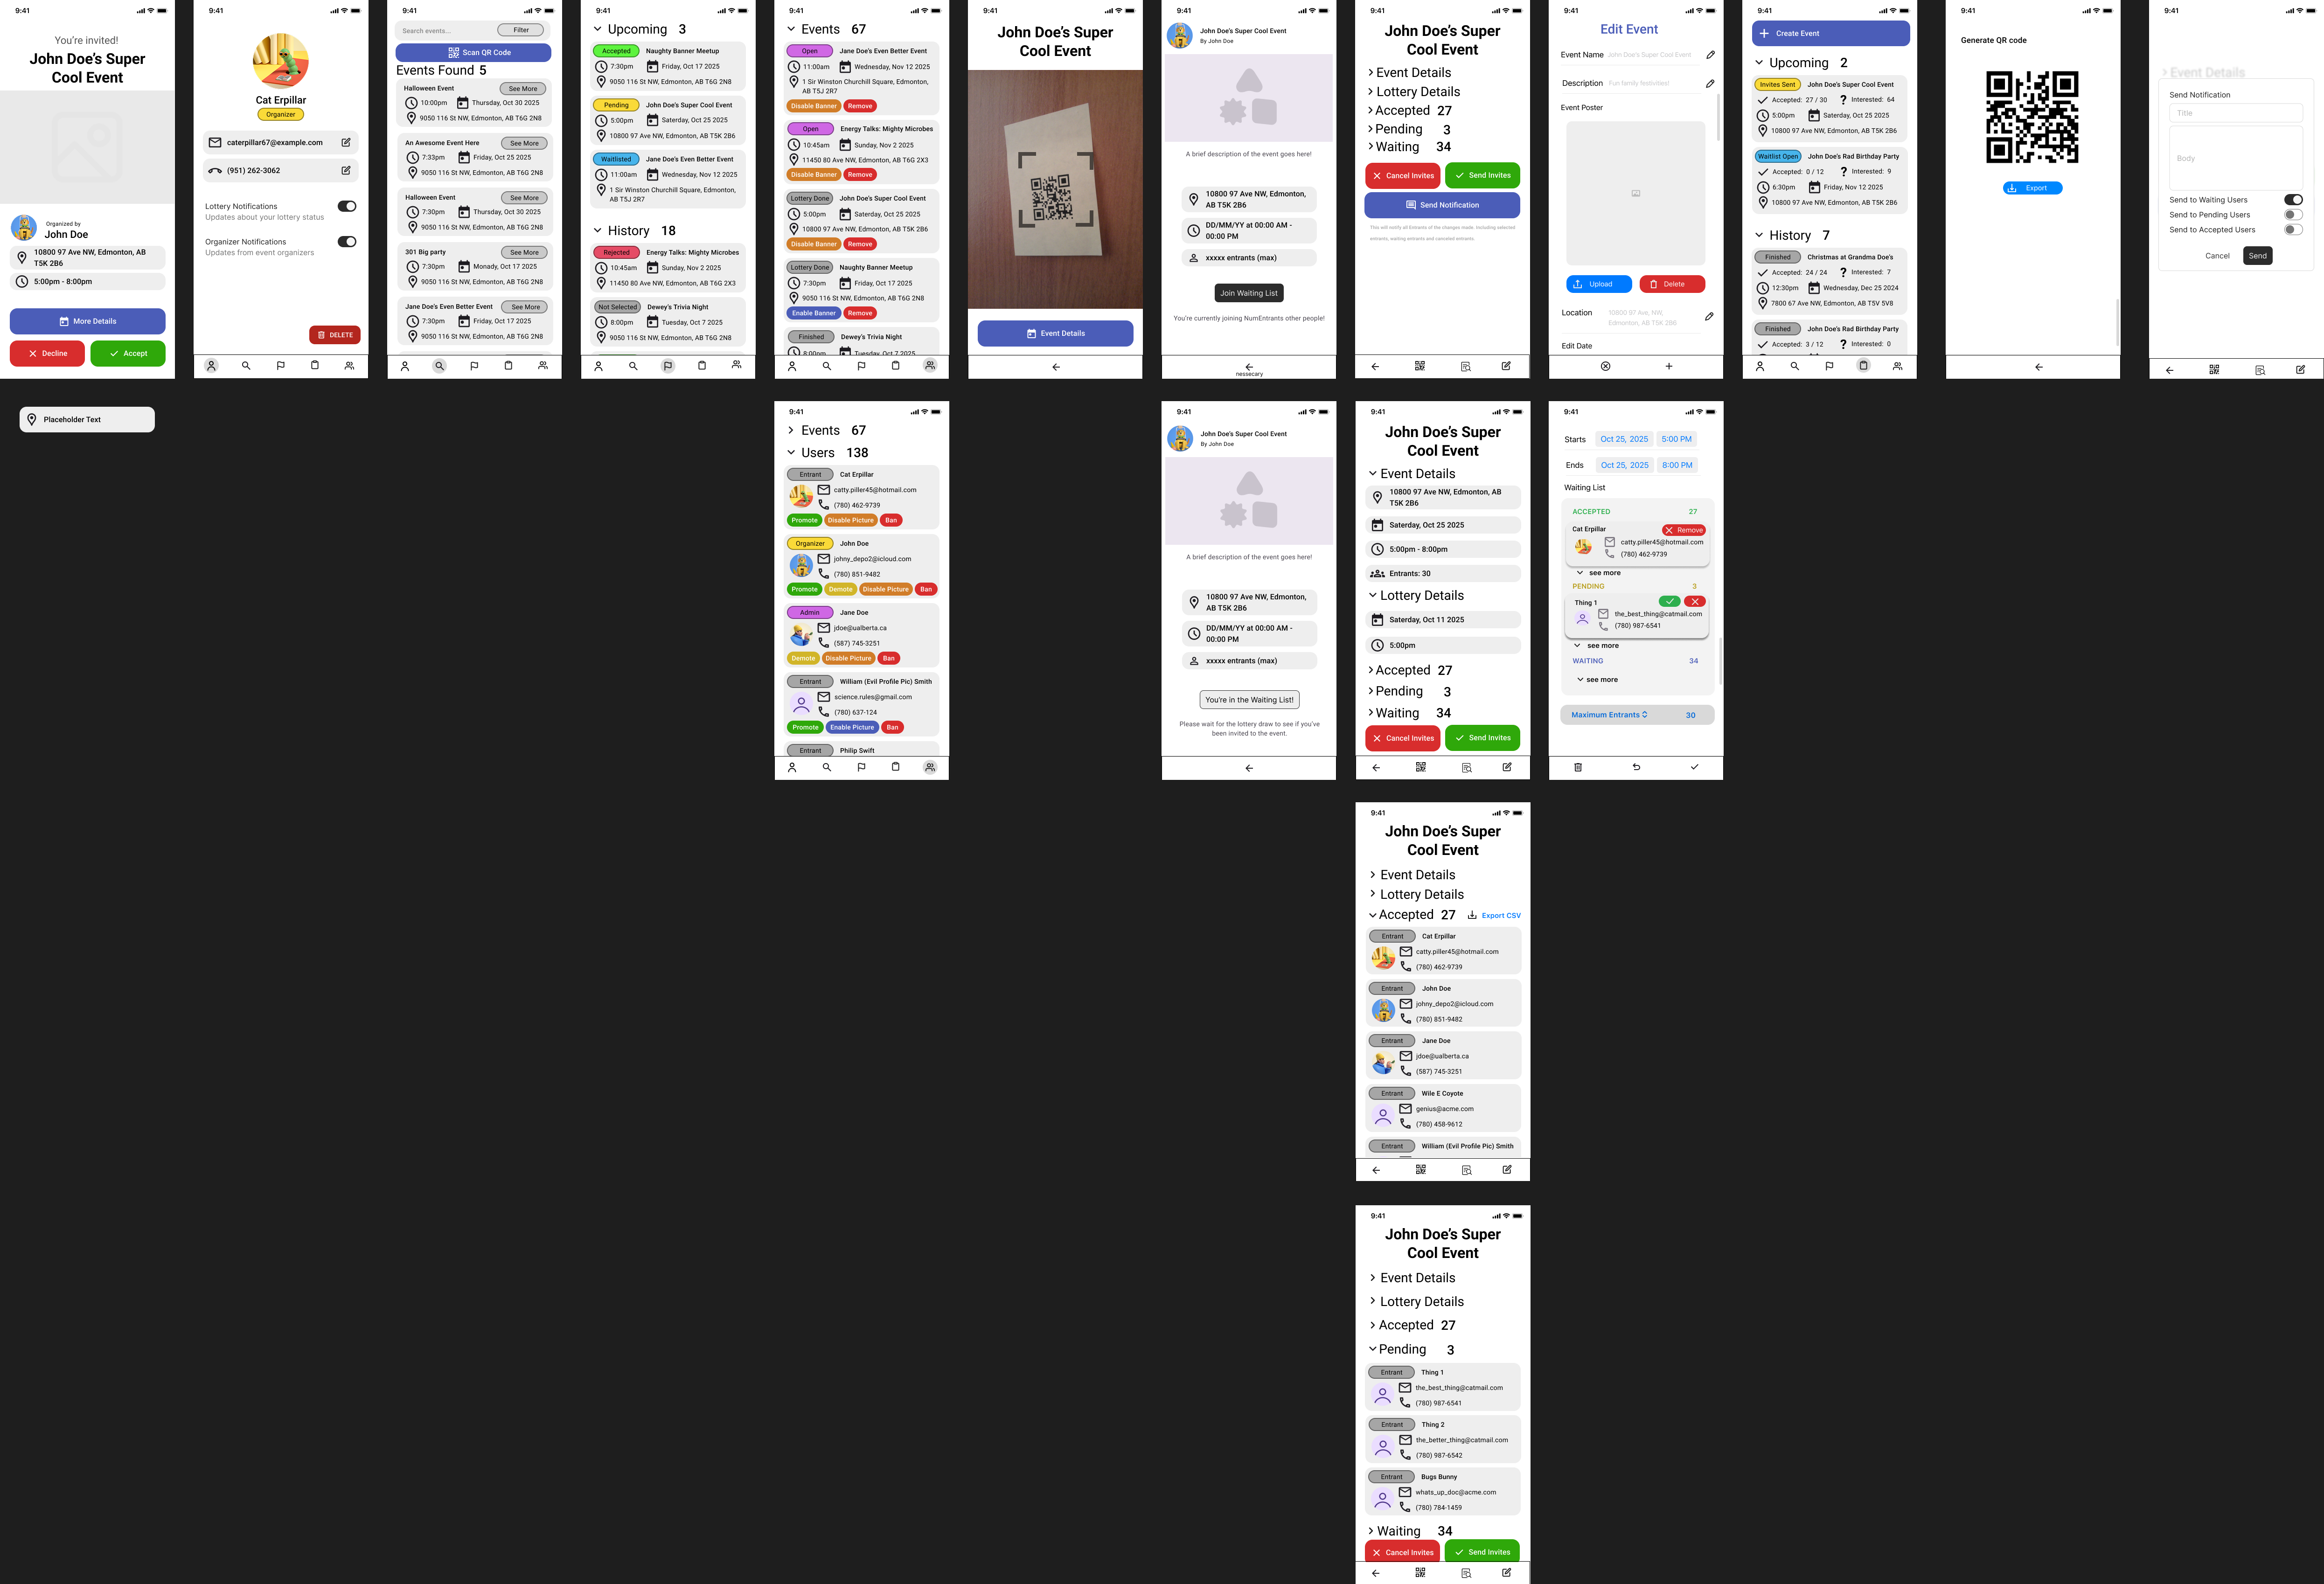 9:41
You're invited!
John Doe's Super
Cool Event
Organized by
John Doe
10800 97 Ave NW, Edmonton, AB
T5K 2B6
5:00pm - 8:00pm
More Details
Decline
Accept
9:41
Cat Erpillar
Organizer
caterpillar67@example.com
(951) 262-3062
Lottery Notifications
Updates about your lottery status
Organizer Notifications
Updates from event organizers
DELETE
9:41
Search events...
Filter
Scan QR Code
Events Found 5
Halloween Event
See More
10:00pm
Thursday, Oct 30 2025
9050 116 St NW, Edmonton, AB T6G 2N8
An Awesome Event Here
See More
7:33pm
Friday, Oct 25 2025
9050 116 St NW, Edmonton, AB T6G 2N8
Halloween Event
See More
7:30pm
Thursday, Oct 30 2025
9050 116 St NW, Edmonton, AB T6G 2N8
301 Big party
See More
7:30pm
Monady, Oct 17 2025
9050 116 St NW, Edmonton, AB T6G 2N8
Jane Doe's Even Better Event
See More
7:30pm
Friday, Oct 17 2025
9050 116 St NW, Edmonton, AB T6G 2N8
9:41
Upcoming 3
Accepted
Naughty Banner Meetup
7:30pm
Friday, Oct 17 2025
9050 116 St NW, Edmonton, AB T6G 2N8
Pending
John Doe's Super Cool Event
5:00pm
Saturday, Oct 25 2025
10800 97 Ave NW, Edmonton, AB T5K 2B6
Waitlisted
Jane Doe's Even Better Event
11:00am
Wednesday, Nov 12 2025
1 Sir Winston Churchill Square, Edmonton,
AB T5J 2R7
History 18
Rejected
Energy Talks: Mighty Microbes
10:45am
Sunday, Nov 2 2025
11450 80 Ave NW, Edmonton, AB T6G 2X3
Not Selected
Dewey's Trivia Night
8:00pm
Tuesday, Oct 7 2025
9050 116 St NW, Edmonton, AB T6G 2N8
9:41
Events 67
Open
Jane Doe's Even Better Event
11:00am
Wednesday, Nov 12 2025
1 Sir Winston Churchill Square, Edmonton,
AB T5J 2R7
Disable Banner
Remove
Open
Energy Talks: Mighty Microbes
10:45am
Sunday, Nov 2 2025
11450 80 Ave NW, Edmonton, AB T6G 2X3
Disable Banner
Remove
Lottery Done
John Doe's Super Cool Event
5:00pm
Saturday, Oct 25 2025
10800 97 Ave NW, Edmonton, AB T5K 2B6
Disable Banner
Remove
Lottery Done
Naughty Banner Meetup
7:30pm
Friday, Oct 17 2025
9050 116 St NW, Edmonton, AB T6G 2N8
Enable Banner
Remove
Finished
Dewey's Trivia Night
8:00pm
Tuesday, Oct 7 2025
9:41
John Doe's Super
Cool Event
Event Details
9:41
John Doe's Super Cool Event
By John Doe
A brief description of the event goes here!
10800 97 Ave NW, Edmonton,
AB T5K 2B6
DD/MM/YY at 00:00 AM -
00:00 PM
xxxxx entrants (max)
Join Waiting List
You're currently joining NumEntrants other people!
nessecary
9:41
John Doe's Super
Cool Event
Event Details
Lottery Details
Accepted 27
Pending 3
Waiting 34
Cancel Invites
Send Invites
Send Notification
This will notify all Entrants of the changes made. Including selected
entrants, waiting entrants and canceled entrants.
9:41
Edit Event
Event Name
John Doe's Super Cool Event
Description
Fun family festivities!
Event Poster
Upload
Delete
Location
10800 97 Ave, NW,
Edmonton, AB T5K 2B6
Edit Date
9:41
Create Event
Upcoming 2
Invites Sent
John Doe's Super Cool Event
Accepted: 27 / 30
Interested: 64
5:00pm
Saturday, Oct 25 2025
10800 97 Ave NW, Edmonton, AB T5K 2B6
Waitlist Open
John Doe's Rad Birthday Party
Accepted: 0 / 12
Interested: 9
6:30pm
Friday, Nov 12 2025
10800 97 Ave NW, Edmonton, AB T5K 2B6
History 7
Finished
Christmas at Grandma Doe's
Accepted: 24 / 24
Interested: 7
12:30pm
Wednesday, Dec 25 2024
7800 67 Ave NW, Edmonton, AB T5V 5V8
Finished
John Doe's Rad Birthday Party
Accepted: 3 / 12
Interested: 0
9:41
Generate QR code
Export
9:41
Event Details
Send Notification
Title
Body
Send to Waiting Users
Send to Pending Users
Send to Accepted Users
Cancel
Send
Placeholder Text
9:41
Events 67
Users 138
Entrant
Cat Erpillar
catty.piller45@hotmail.com
(780) 462-9739
Promote
Disable Picture
Ban
Organizer
John Doe
johny_depo2@icloud.com
(780) 851-9482
Promote
Demote
Disable Picture
Ban
Admin
Jane Doe
jdoe@ualberta.ca
(587) 745-3251
Demote
Disable Picture
Ban
Entrant
William (Evil Profile Pic) Smith
science.rules@gmail.com
(780) 637-124
Promote
Enable Picture
Ban
Entrant
Philip Swift
9:41
John Doe's Super Cool Event
By John Doe
A brief description of the event goes here!
10800 97 Ave NW, Edmonton,
AB T5K 2B6
DD/MM/YY at 00:00 AM -
00:00 PM
xxxxx entrants (max)
You're in the Waiting List!
Please wait for the lottery draw to see if you've
been invited to the event.
9:41
John Doe's Super
Cool Event
Event Details
10800 97 Ave NW, Edmonton, AB
T5K 2B6
Saturday, Oct 25 2025
5:00pm - 8:00pm
Entrants: 30
Lottery Details
Saturday, Oct 11 2025
5:00pm
Accepted 27
Pending 3
Waiting 34
Cancel Invites
Send Invites
9:41
Starts
Oct 25, 2025
5:00 PM
Ends
Oct 25, 2025
8:00 PM
Waiting List
ACCEPTED 27
Cat Erpillar
Remove
catty.piller45@hotmail.com
(780) 462-9739
see more
PENDING 3
Thing 1
the_best_thing@catmail.com
(780) 987-6541
see more
WAITING 34
see more
Maximum Entrants 30
9:41
John Doe's Super
Cool Event
Event Details
Lottery Details
Accepted 27
Export CSV
Entrant
Cat Erpillar
catty.piller45@hotmail.com
(780) 462-9739
Entrant
John Doe
johny_depo2@icloud.com
(780) 851-9482
Entrant
Jane Doe
jdoe@ualberta.ca
(587) 745-3251
Entrant
Wile E Coyote
genius@acme.com
(780) 458-9612
Entrant
William (Evil Profile Pic) Smith
9:41
John Doe's Super
Cool Event
Event Details
Lottery Details
Accepted 27
Pending 3
Entrant
Thing 1
the_best_thing@catmail.com
(780) 987-6541
Entrant
Thing 2
the_better_thing@catmail.com
(780) 987-6542
Entrant
Bugs Bunny
whats_up_doc@acme.com
(780) 784-1459
Waiting 34
Cancel Invites
Send Invites